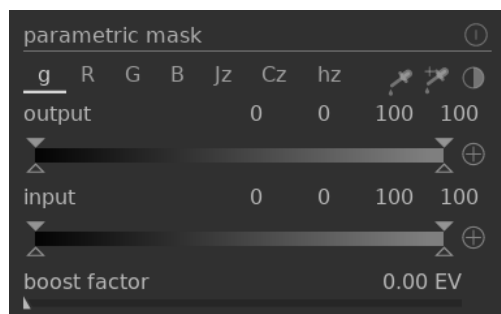 parametric mask
g R G B Jz Cz hz
output 0 0 100 100
input 0 0 100 100
boost factor 0.00 EV